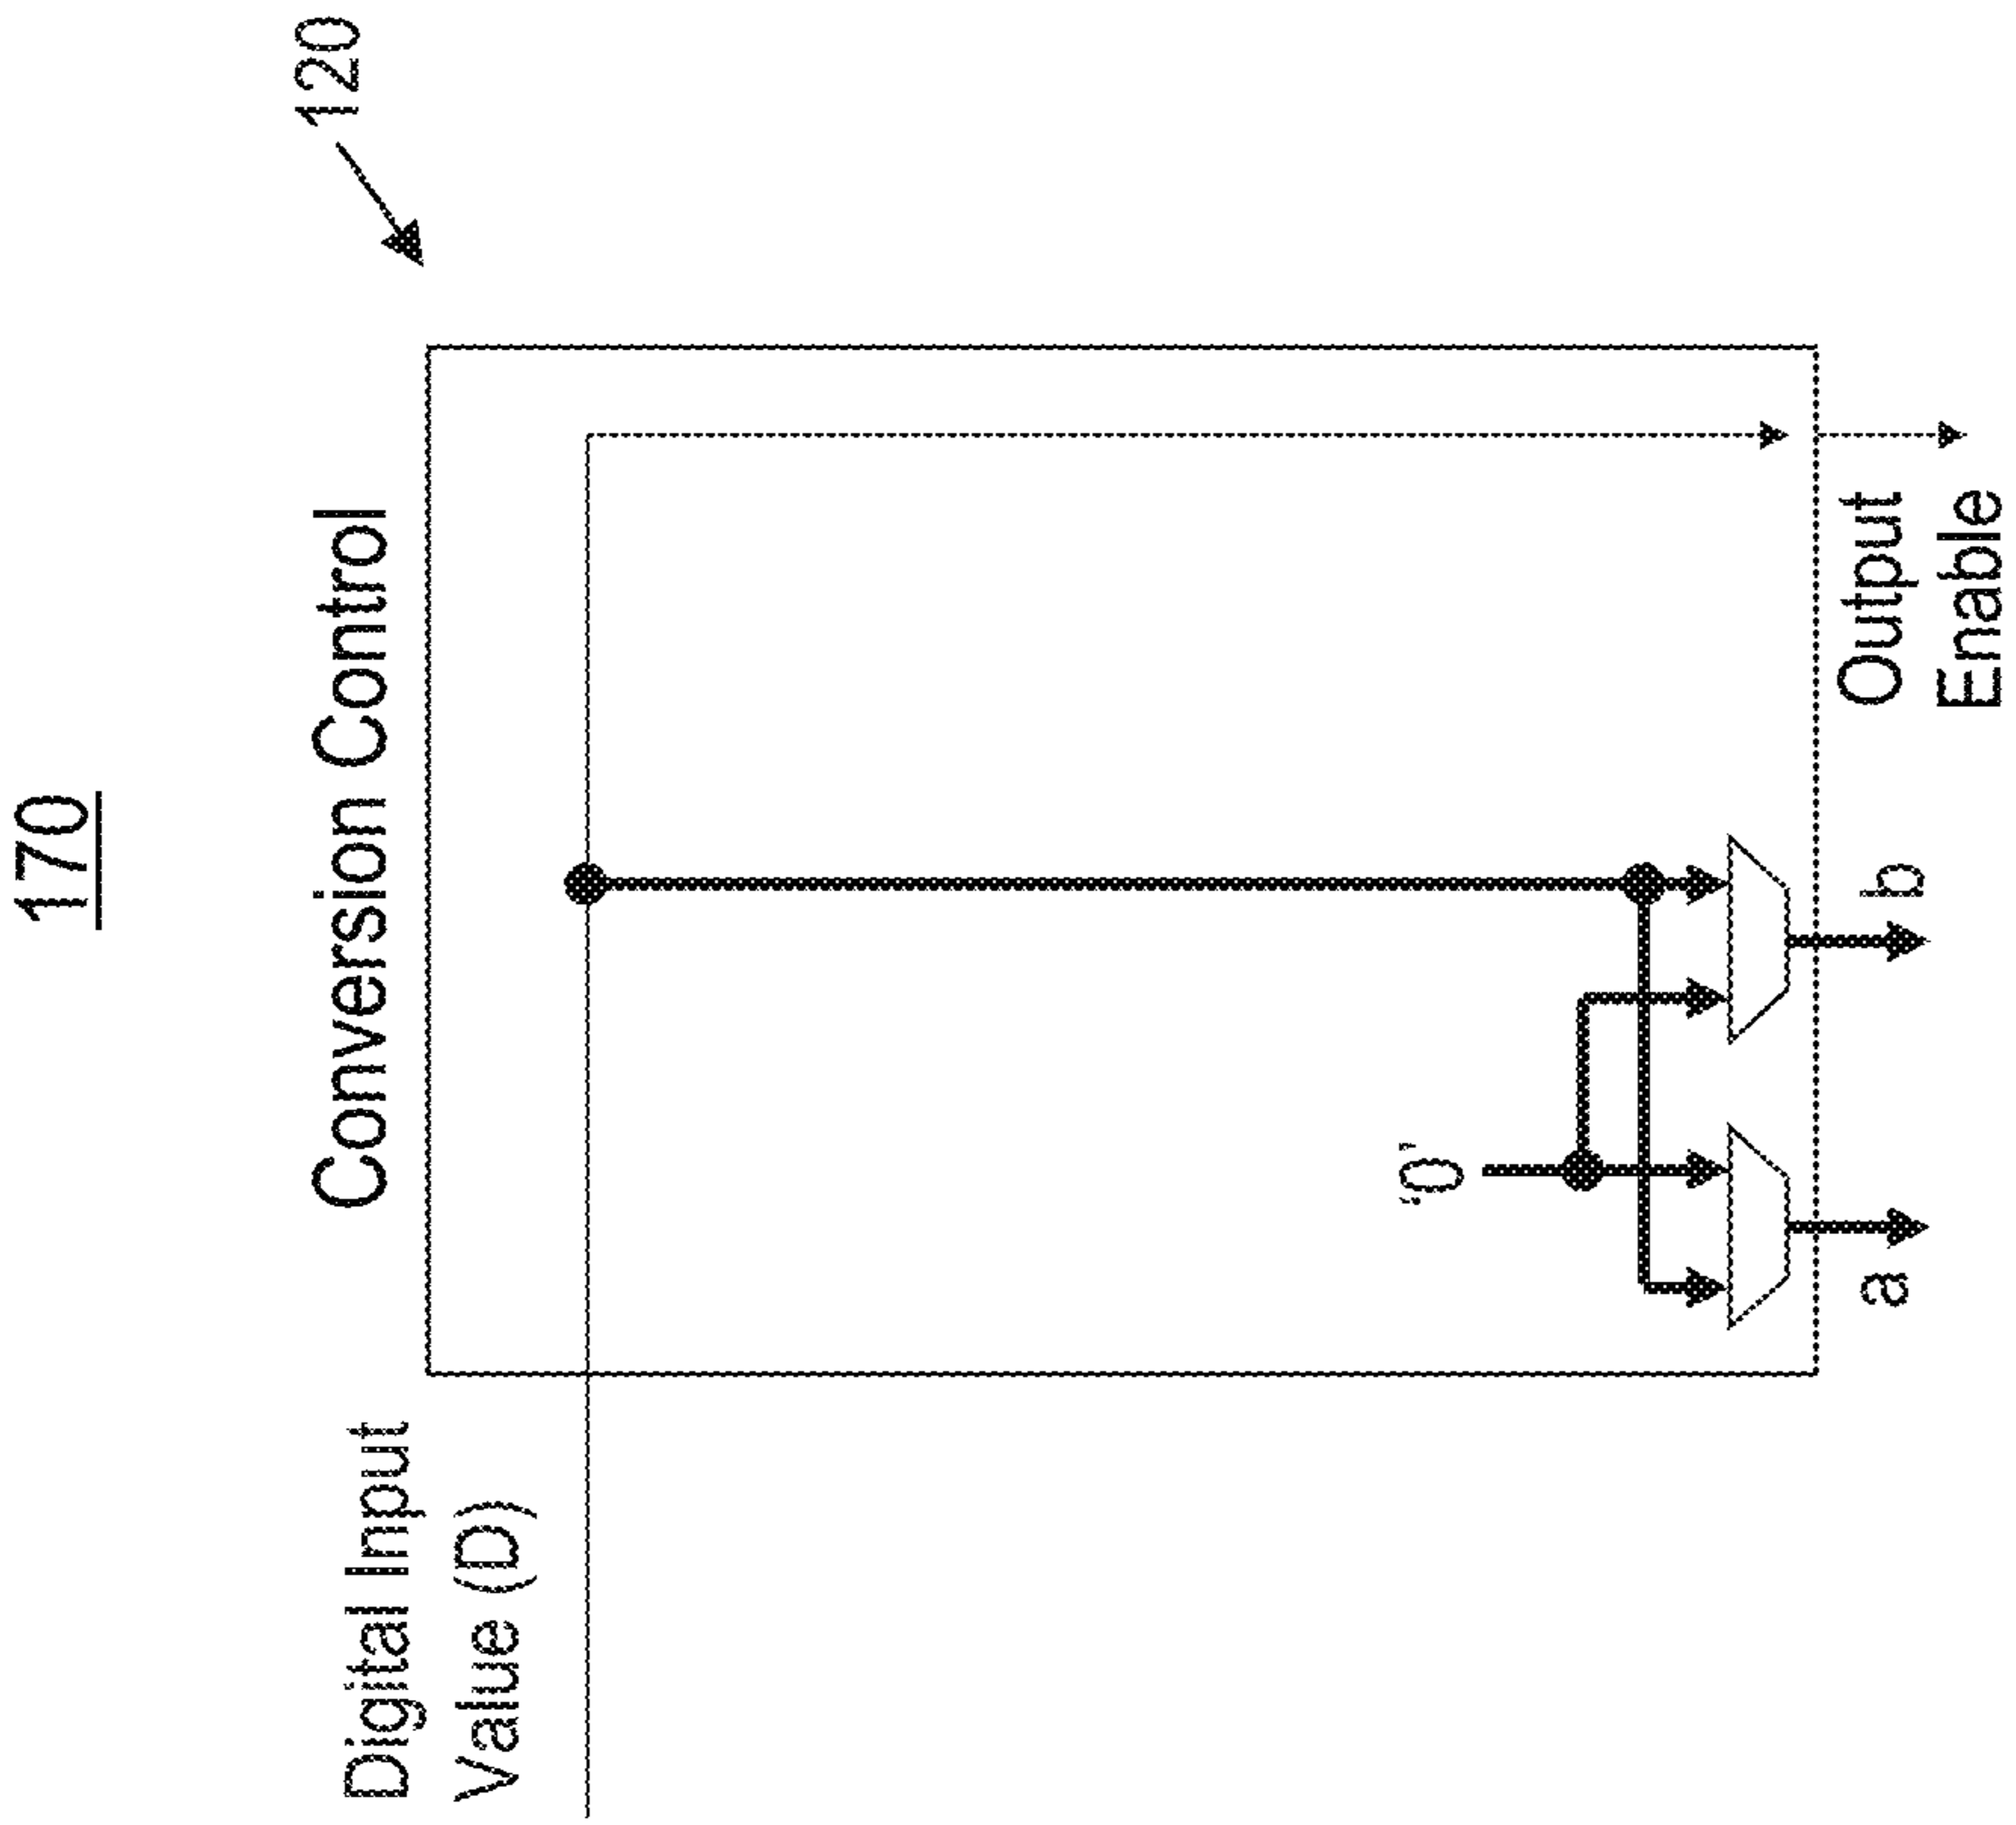 170
120
Conversion Control
Digital Input
Value (D)
'0'
a
b
Output
Enable